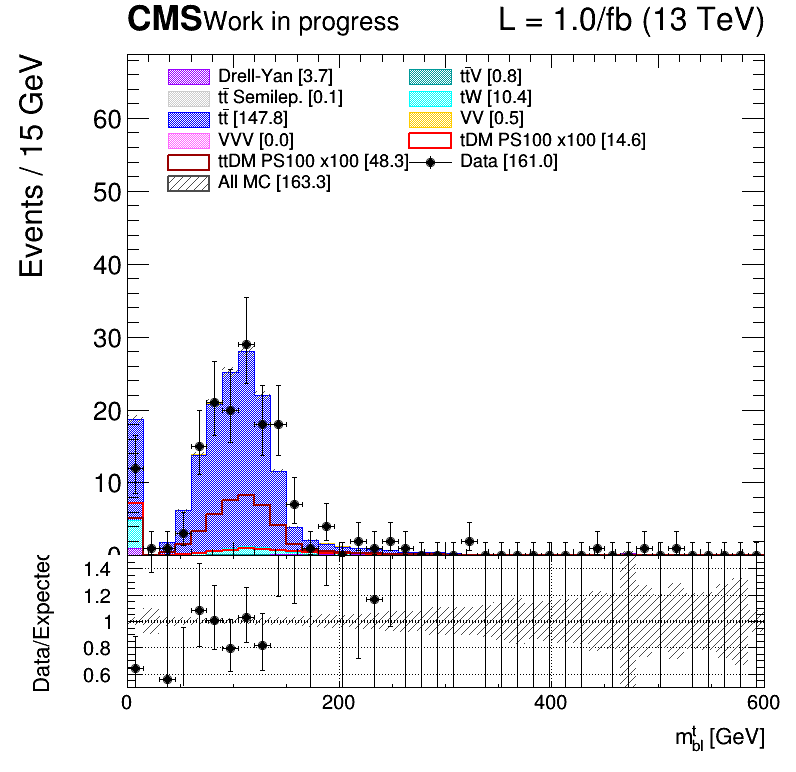 CMS Work in progress L = 1.0/fb (13 TeV)
Drell-Yan [3.7] tt̄V [0.8]
tt̄ Semilep. [0.1] tW [10.4]
tt̄ [147.8] VV [0.5]
VVV [0.0] tDM PS100 x100 [14.6]
ttDM PS100 x100 [48.3] Data [161.0]
All MC [163.3]
Events / 15 GeV
60
50
40
30
20
10
0
Data/Expected
1.4
1.2
1
0.8
0.6
0 200 400 600
m^t_bl [GeV]